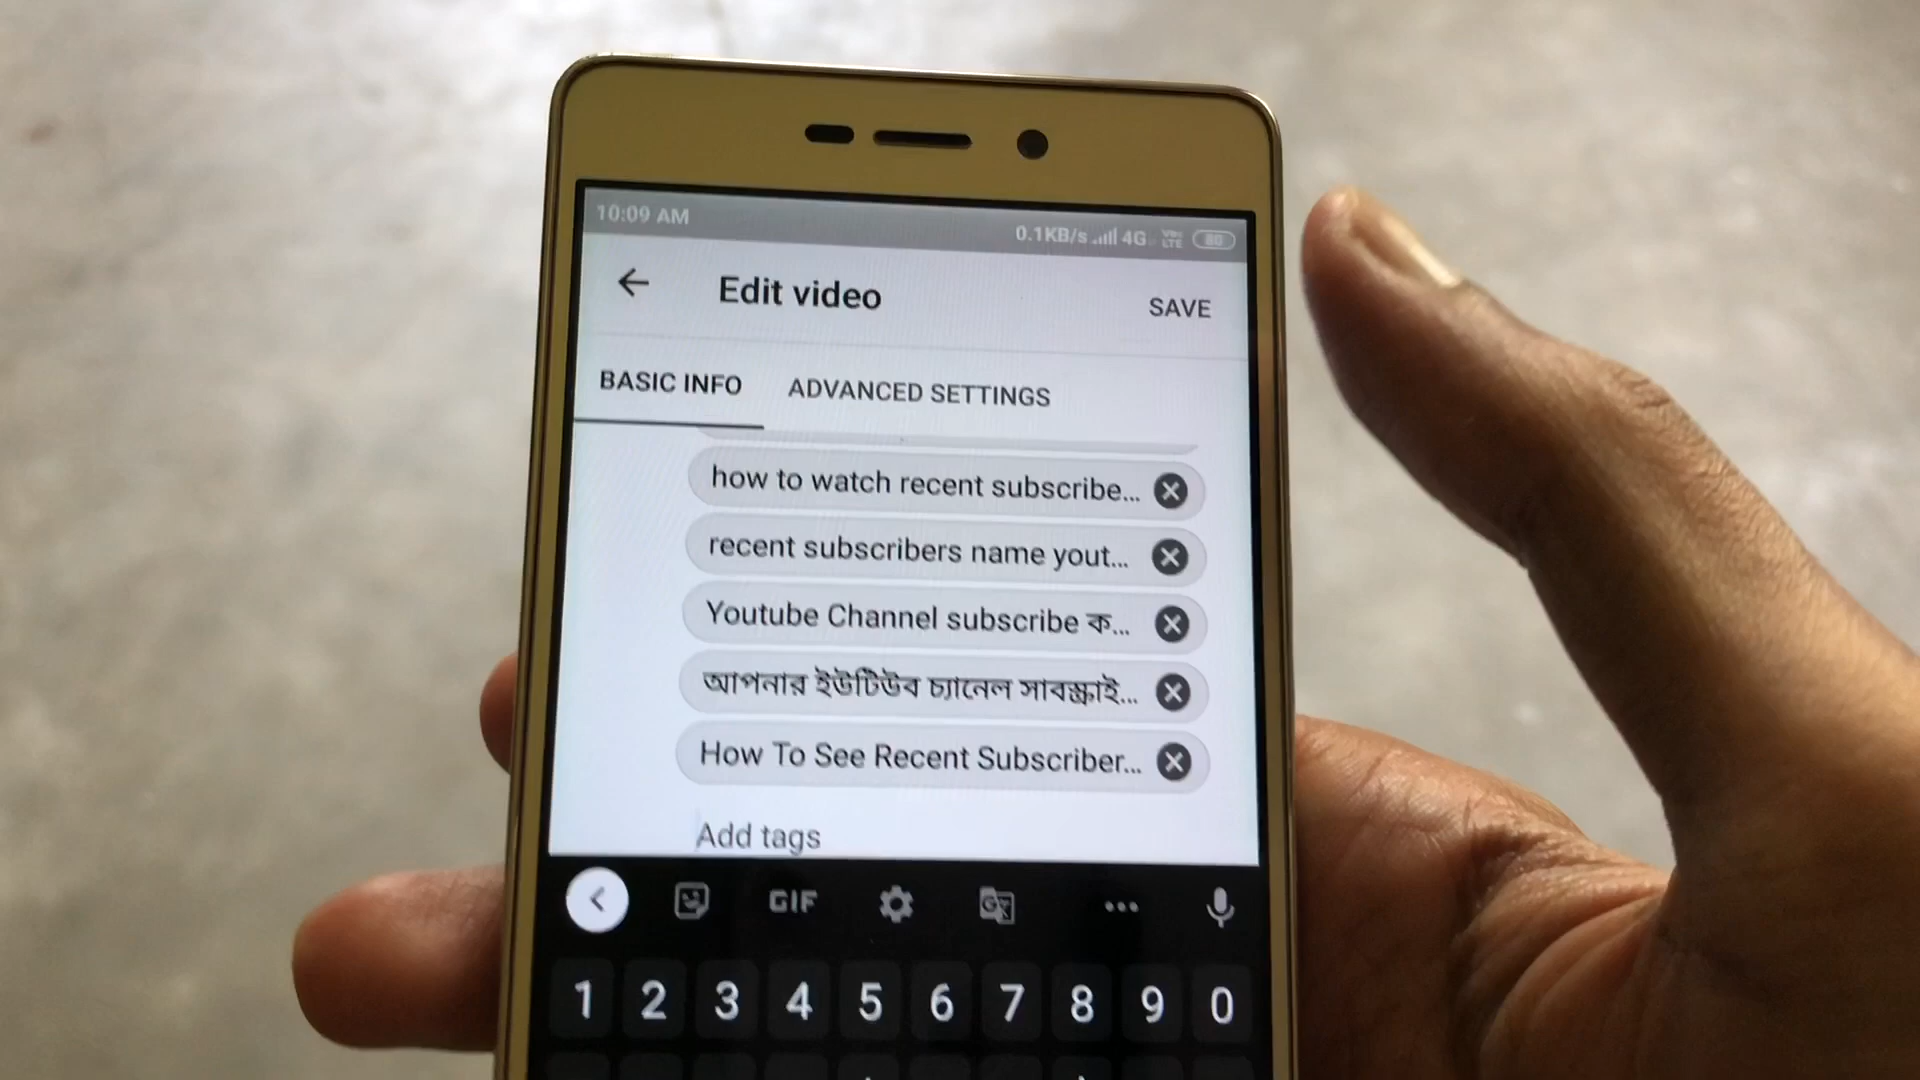 10:09 AM
0.1KB/s 4G VoLTE 80
Edit video
SAVE
BASIC INFO
ADVANCED SETTINGS
how to watch recent subscribe...
recent subscribers name yout...
Youtube Channel subscribe ক...
আপনার ইউটিউব চ্যানেল সাবস্ক্রাই...
How To See Recent Subscriber...
Add tags
GIF
1 2 3 4 5 6 7 8 9 0